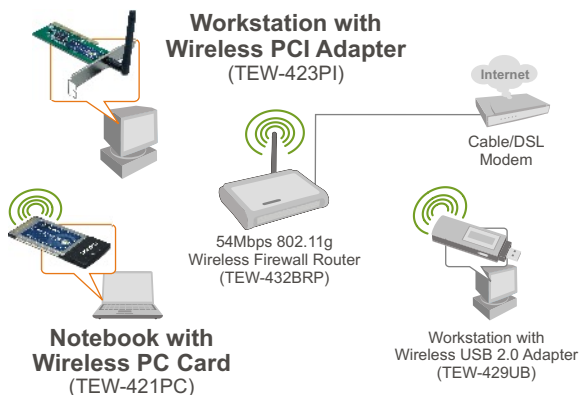 Workstation with
Wireless PCI Adapter
(TEW-423PI)
Internet
Cable/DSL
Modem
54Mbps 802.11g
Wireless Firewall Router
(TEW-432BRP)
Notebook with
Wireless PC Card
(TEW-421PC)
Workstation with
Wireless USB 2.0 Adapter
(TEW-429UB)